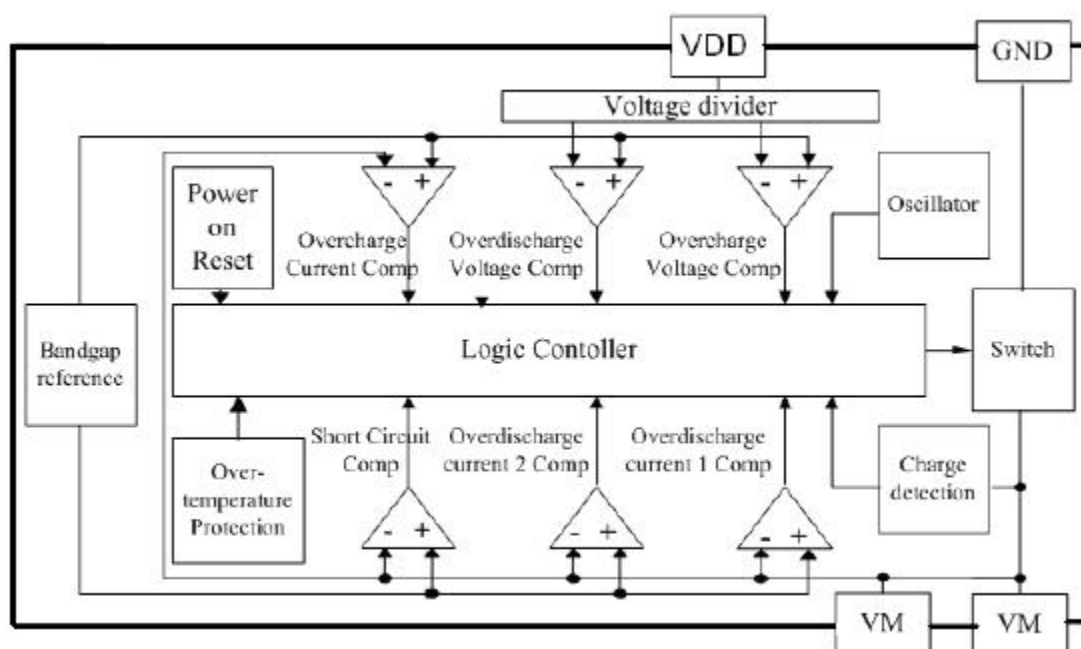 VDD
GND
Voltage divider
- +
- +
- +
Power
on
Reset
Oscillator
Overcharge
Current Comp
Overdischarge
Voltage Comp
Overcharge
Voltage Comp
Bandgap
reference
Logic Contoller
Switch
Short Circuit
Comp
Overdischarge
current 2 Comp
Overdischarge
current 1 Comp
Over-
temperature
Protection
Charge
detection
- +
- +
- +
VM
VM